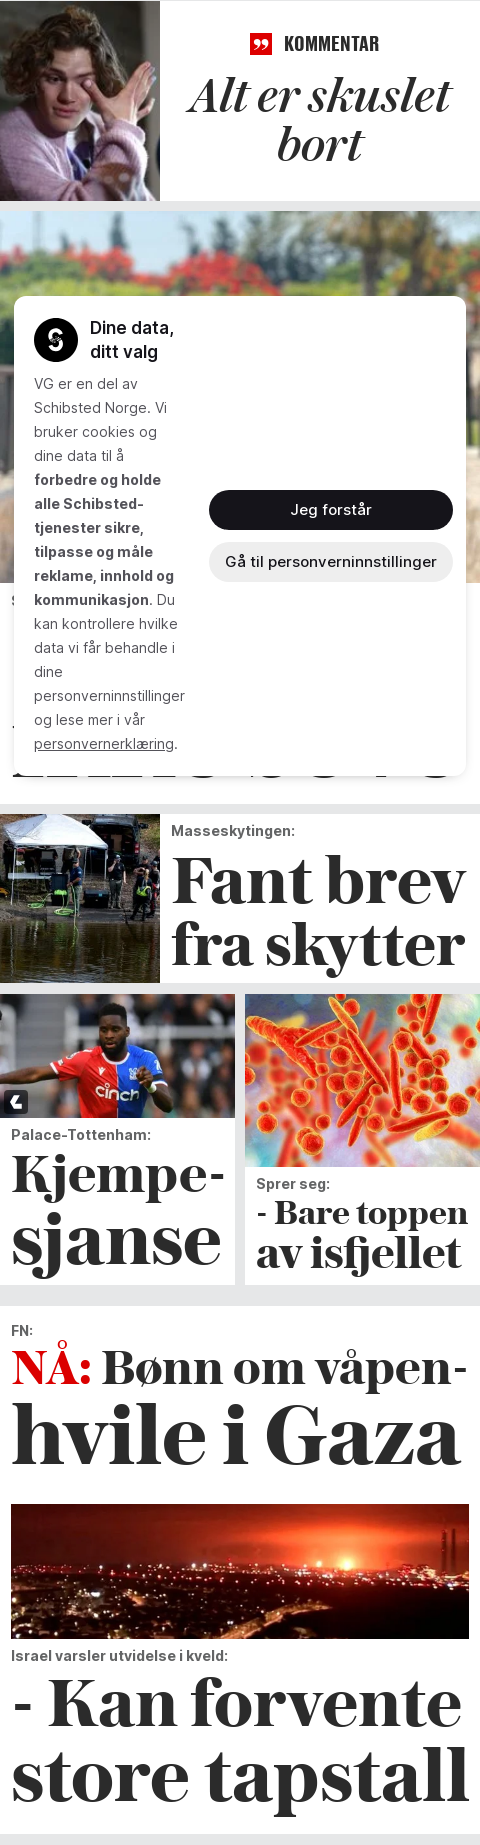 KOMMENTAR
Alt er skuslet
bort
Dine data,
ditt valg
VG er en del av
Schibsted Norge. Vi
bruker cookies og
dine data til å
forbedre og holde
alle Schibsted-
tjenester sikre,
tilpasse og måle
reklame, innhold og
kommunikasjon. Du
kan kontrollere hvilke
data vi får behandle i
dine
personverninnstillinger
og lese mer i vår
personvernerklæring.
Jeg forstår
Gå til personverninnstillinger
Masseskytingen:
Fant brev
fra skytter
cinch
Palace-Tottenham:
Kjempe-
sjanse
Sprer seg:
- Bare toppen
av isfjellet
FN:
NÅ: Bønn om våpen-
hvile i Gaza
Israel varsler utvidelse i kveld:
- Kan forvente
store tapstall